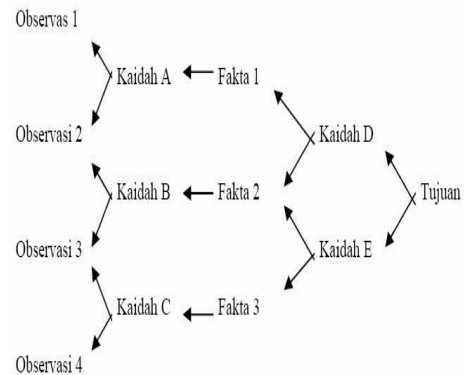 Observas 1
Kaidah A Fakta 1
Observasi 2 Kaidah D
Kaidah B Fakta 2 Tujuan
Observasi 3 Kaidah E
Kaidah C Fakta 3
Observasi 4